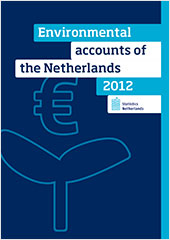 Environmental
accounts of
the Netherlands
2012
Statistics
Netherlands